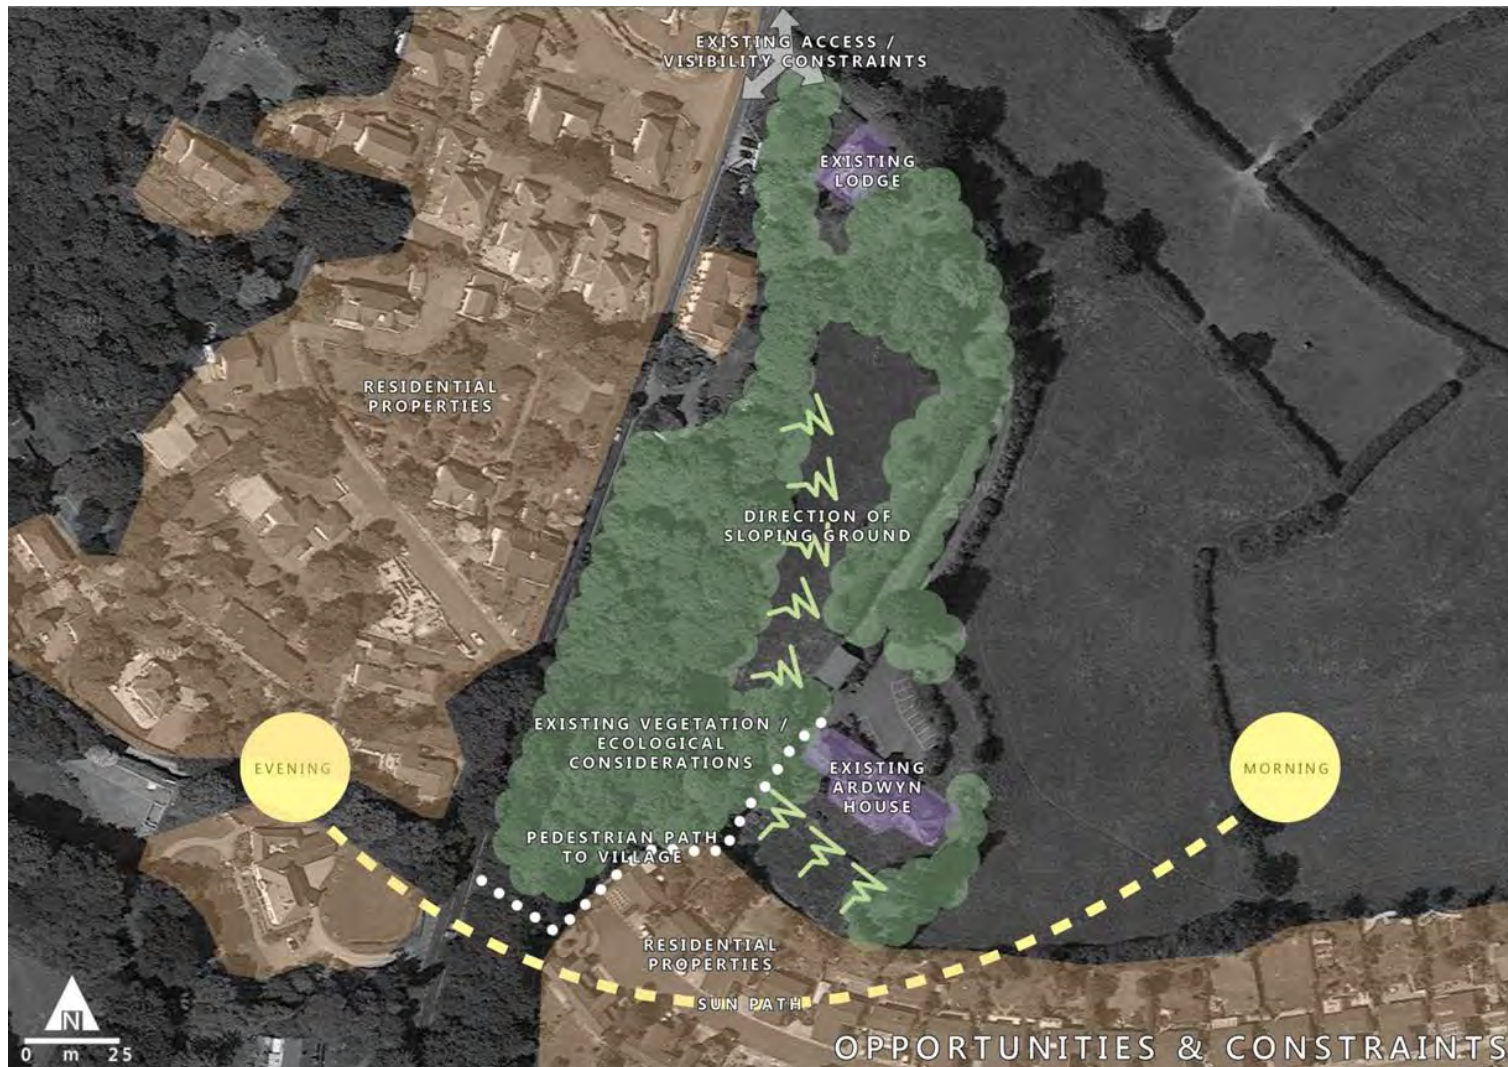 EXISTING ACCESS /
VISIBILITY CONSTRAINTS
EXISTING
LODGE
RESIDENTIAL
PROPERTIES
DIRECTION OF
SLOPING GROUND
EXISTING VEGETATION /
ECOLOGICAL
CONSIDERATIONS
EVENING
EXISTING
ARDWYN
HOUSE
MORNING
PEDESTRIAN PATH
TO VILLAGE
RESIDENTIAL
PROPERTIES
SUN PATH
N
0 m 25
OPPORTUNITIES & CONSTRAINTS